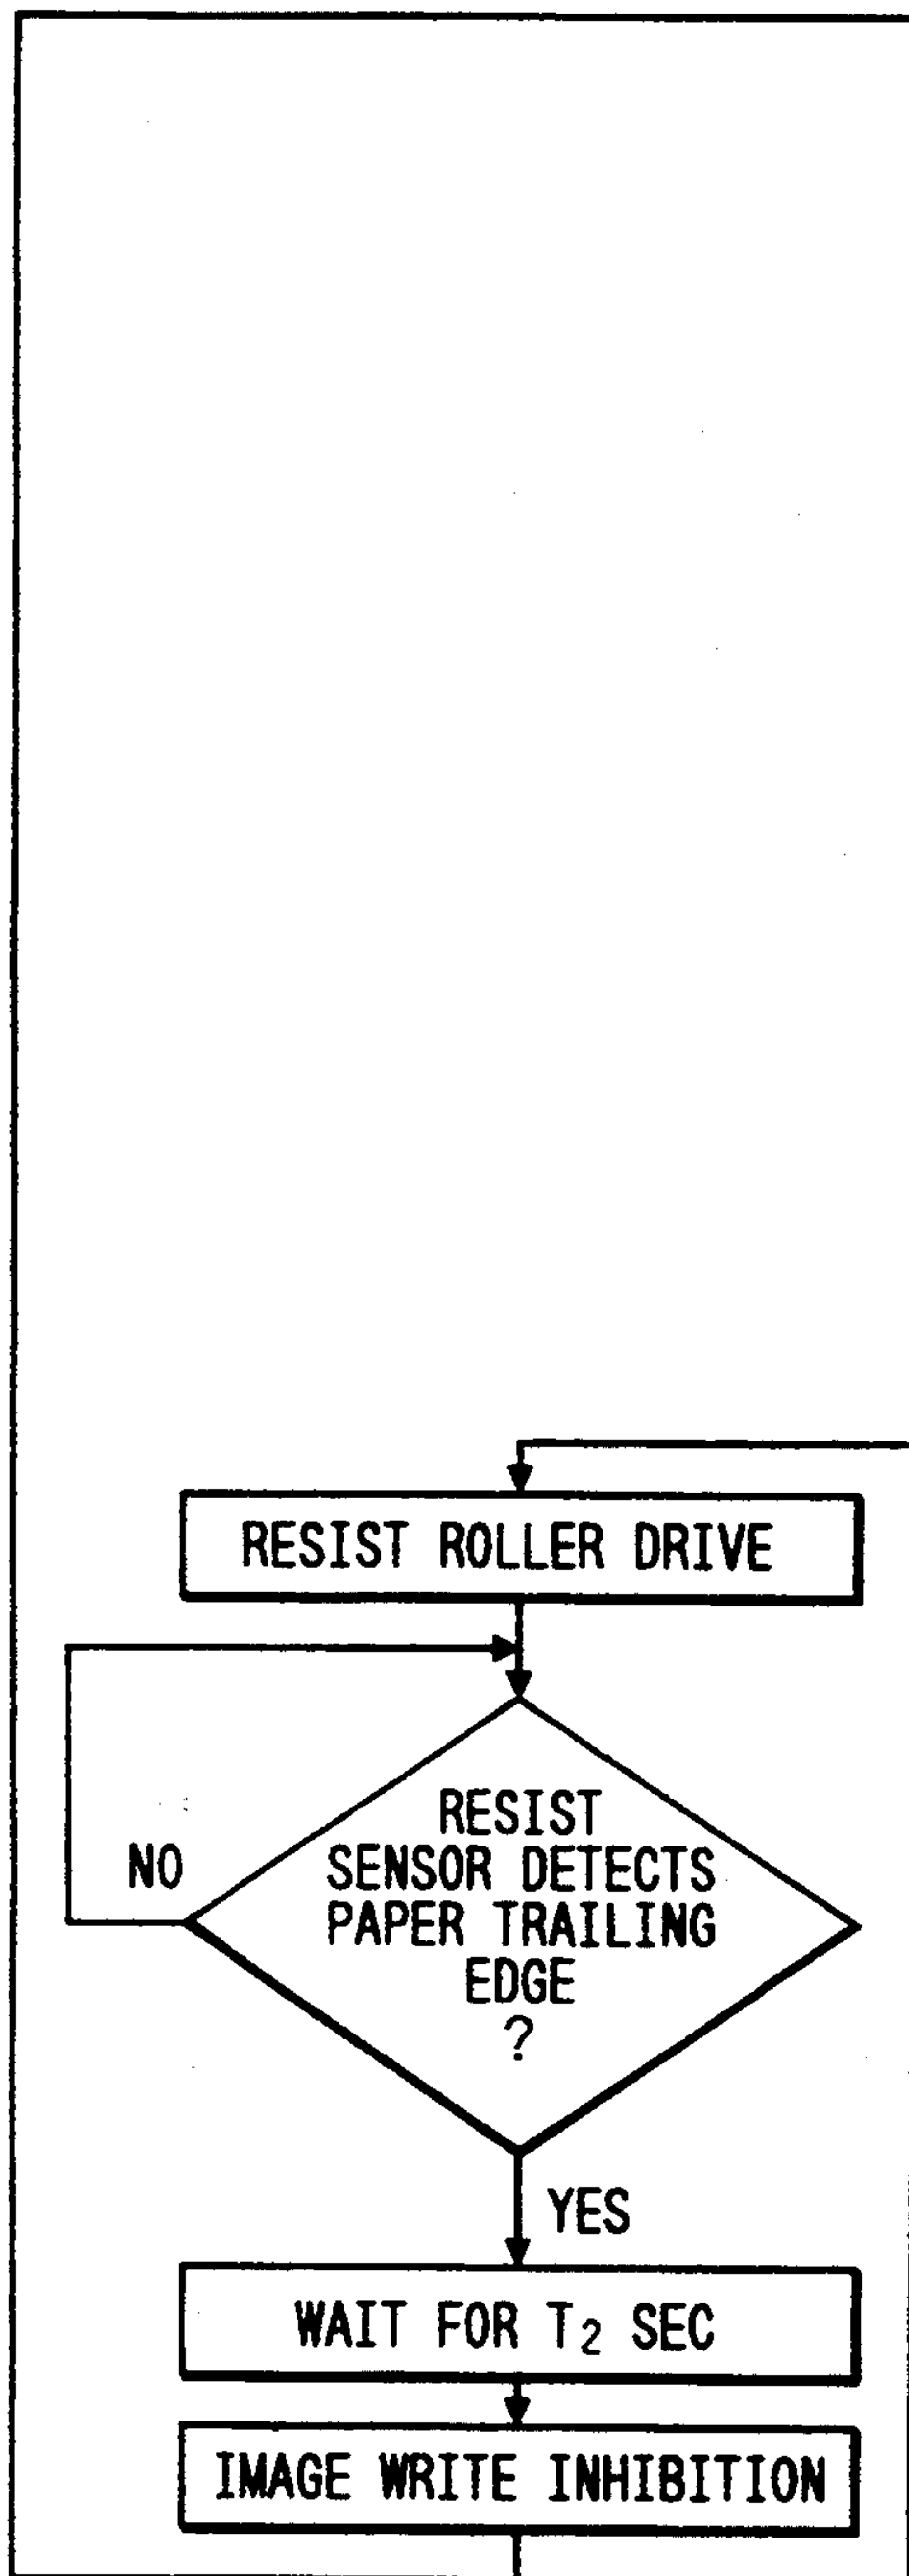 RESIST ROLLER DRIVE
RESIST
SENSOR DETECTS
PAPER TRAILING
EDGE
?
NO
YES
WAIT FOR T₂ SEC
IMAGE WRITE INHIBITION